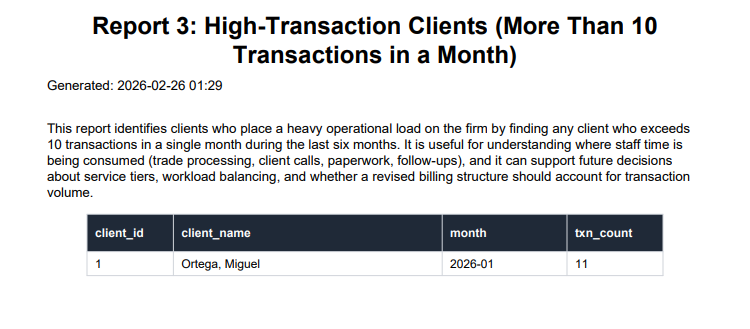 Report 3: High-Transaction Clients (More Than 10
Transactions in a Month)
Generated: 2026-02-26 01:29
This report identifies clients who place a heavy operational load on the firm by finding any client who exceeds
10 transactions in a single month during the last six months. It is useful for understanding where staff time is
being consumed (trade processing, client calls, paperwork, follow-ups), and it can support future decisions
about service tiers, workload balancing, and whether a revised billing structure should account for transaction
volume.
client_id client_name month txn_count
1 Ortega, Miguel 2026-01 11